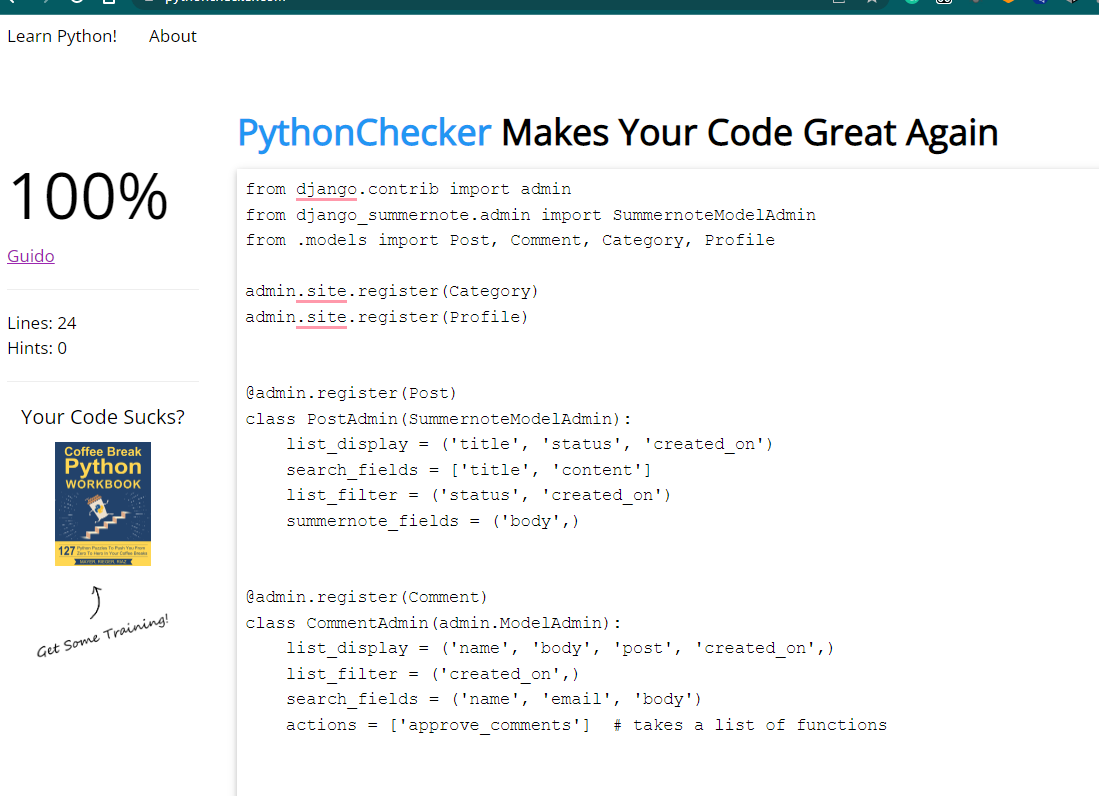 Learn Python! About
PythonChecker Makes Your Code Great Again
100%
Guido
Lines: 24
Hints: 0
Your Code Sucks?
Coffee Break
Python
WORKBOOK
127 Python Puzzles To Push You From
Zero To Hero in Your Coffee Breaks
MAYER, RIEGER, RIAZ
Get Some Training!
from django.contrib import admin
from django_summernote.admin import SummernoteModelAdmin
from .models import Post, Comment, Category, Profile
admin.site.register(Category)
admin.site.register(Profile)
@admin.register(Post)
class PostAdmin(SummernoteModelAdmin):
    list_display = ('title', 'status', 'created_on')
    search_fields = ['title', 'content']
    list_filter = ('status', 'created_on')
    summernote_fields = ('body',)
@admin.register(Comment)
class CommentAdmin(admin.ModelAdmin):
    list_display = ('name', 'body', 'post', 'created_on',)
    list_filter = ('created_on',)
    search_fields = ('name', 'email', 'body')
    actions = ['approve_comments']  # takes a list of functions